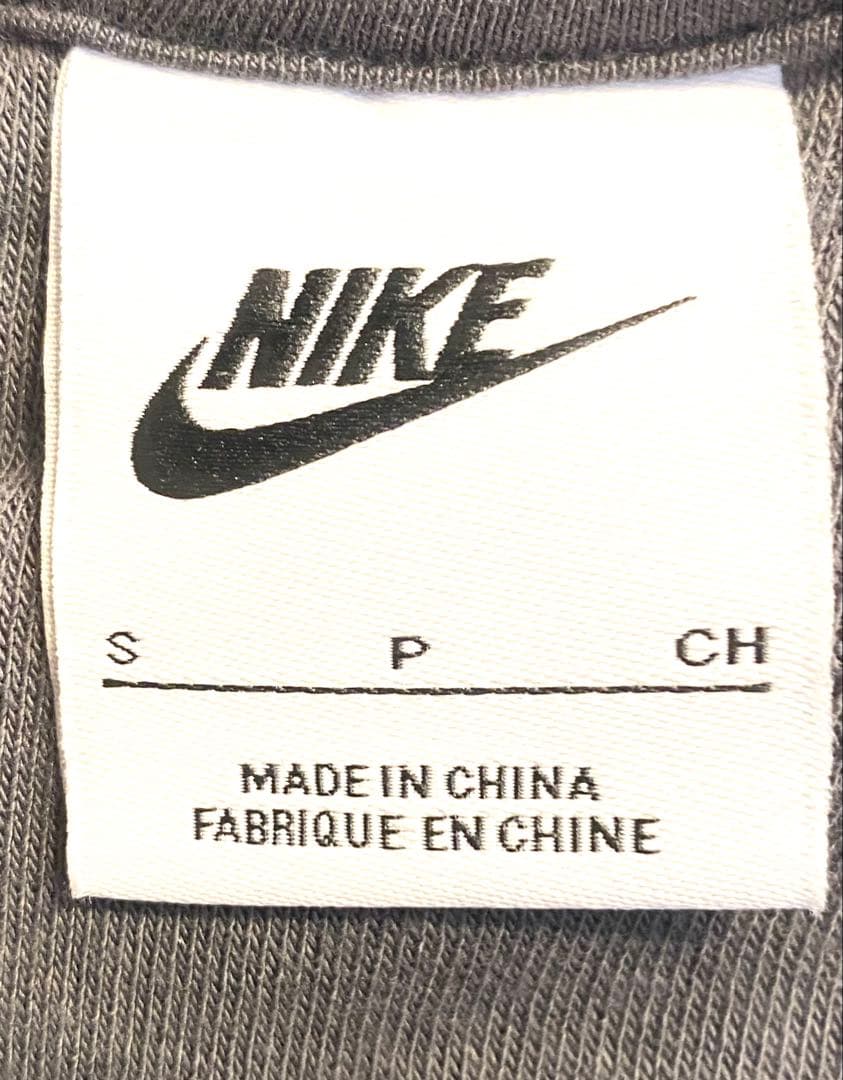 NIKE
S P CH
MADE IN CHINA
FABRIQUE EN CHINE